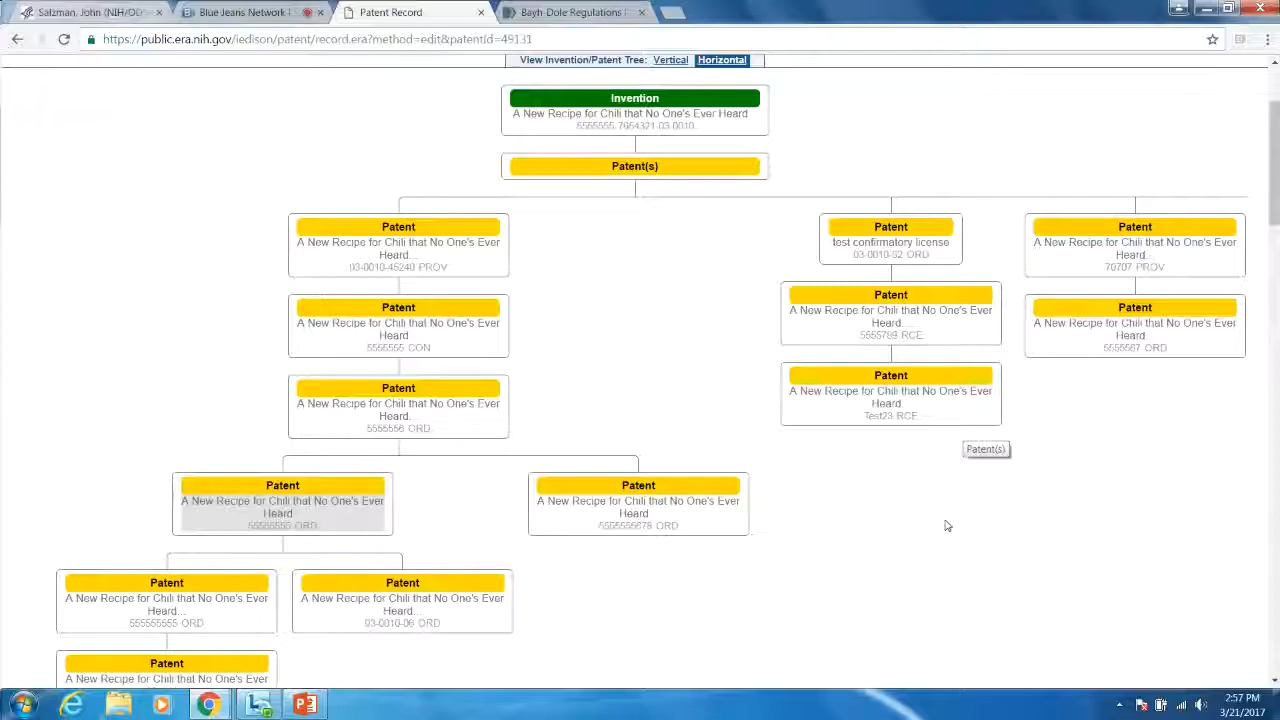 Salzman, John (NIH/OD)
BlueJeans Network
Patent Record
Bayh-Dole Regulations
https://public.era.nih.gov/iedison/patent/record.era?method=edit&patentId=49131
View Invention/Patent Tree: Vertical Horizontal
Invention
A New Recipe for Chili that No One's Ever Heard
5555555-7654321-03-0010
Patent(s)
Patent
A New Recipe for Chili that No One's Ever
Heard...
03-0010-45240 PROV
Patent
test confirmatory license
03-0010-92 ORD
Patent
A New Recipe for Chili that No One's Ever
Heard...
70707 PROV
Patent
A New Recipe for Chili that No One's Ever
Heard
5555555 CON
Patent
A New Recipe for Chili that No One's Ever
Heard...
5555789 RCE
Patent
A New Recipe for Chili that No One's Ever
Heard
5555567 ORD
Patent
A New Recipe for Chili that No One's Ever
Heard.
5555556 ORD
Patent
A New Recipe for Chili that No One's Ever
Heard.
Test23 RCE
Patent(s)
Patent
A New Recipe for Chili that No One's Ever
Heard
55555555 ORD
Patent
A New Recipe for Chili that No One's Ever
Heard
5555555678 ORD
Patent
A New Recipe for Chili that No One's Ever
Heard...
555555555 ORD
Patent
A New Recipe for Chili that No One's Ever
Heard...
93-0010-06 ORD
Patent
A New Recipe for Chili that No One's Ever
2:57 PM
3/21/2017